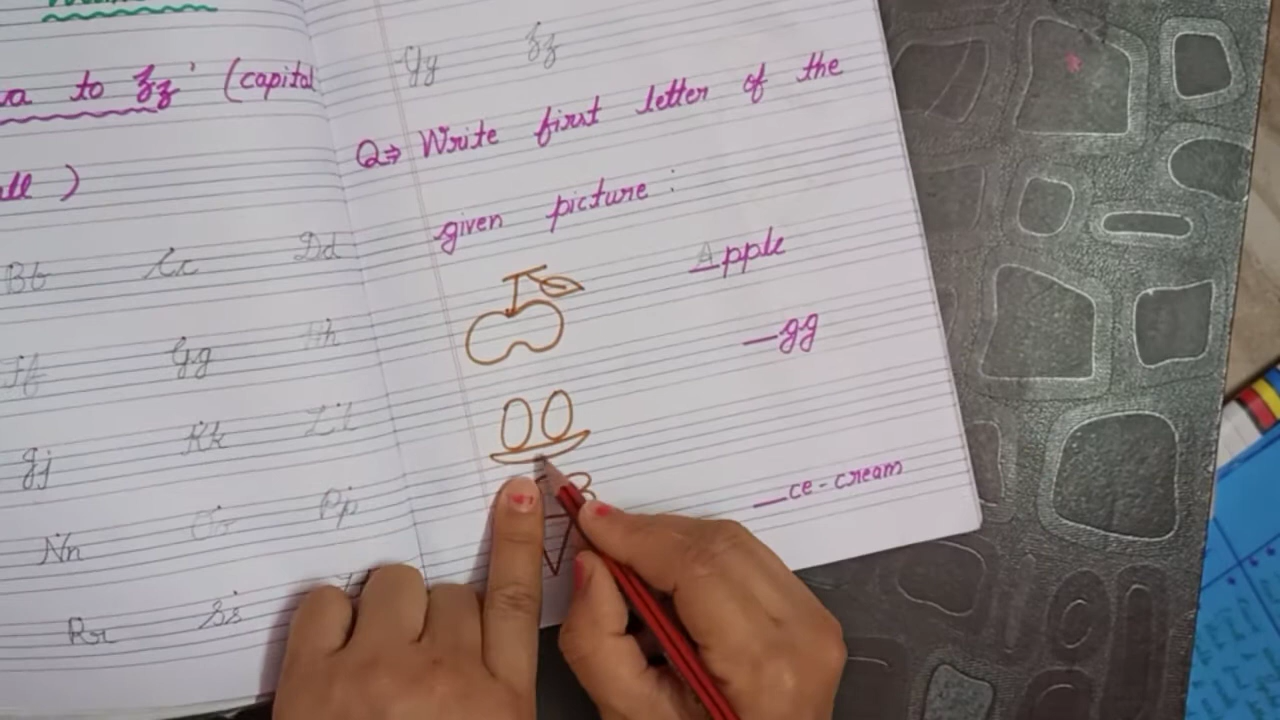 to Zz' (capital
)
Bb Cc Dd
Ff Gg Hh
Jj Kk Ll
Nn Oo Pp
Rr Ss
Yy Zz
Q⇒ Write first letter of the
given picture :
Apple
_gg
_ce-cream